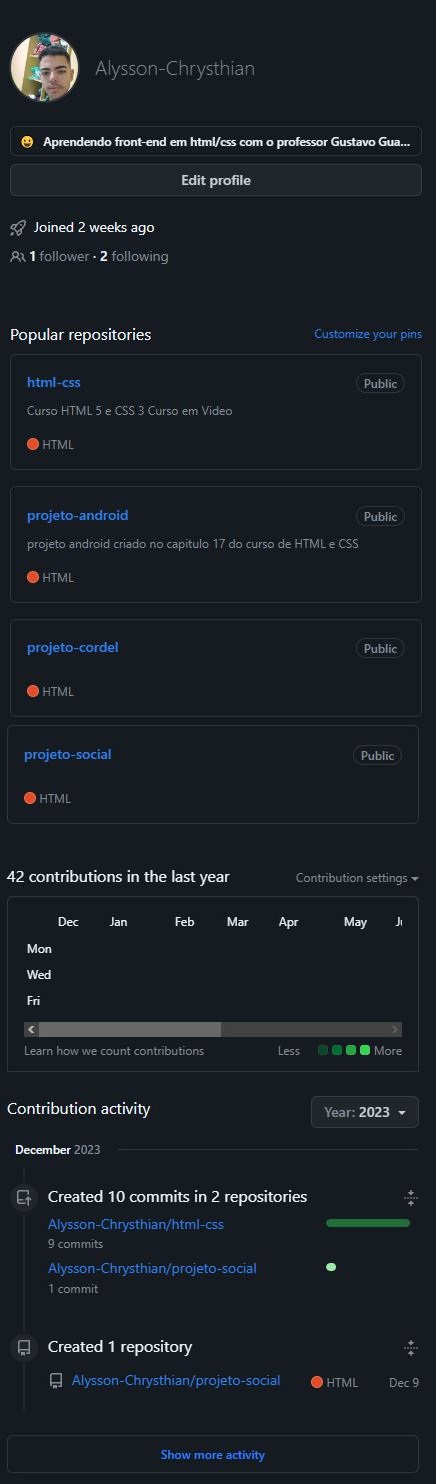 Alysson-Chrysthian
Aprendendo front-end em html/css com o professor Gustavo Gua...
Edit profile
Joined 2 weeks ago
1 follower · 2 following
Popular repositories Customize your pins
html-css Public
Curso HTML 5 e CSS 3 Curso em Video
HTML
projeto-android Public
projeto android criado no capitulo 17 do curso de HTML e CSS
HTML
projeto-cordel Public
HTML
projeto-social Public
HTML
42 contributions in the last year Contribution settings
Dec Jan Feb Mar Apr May
Mon
Wed
Fri
Learn how we count contributions Less More
Contribution activity Year: 2023
December 2023
Created 10 commits in 2 repositories
Alysson-Chrysthian/html-css
9 commits
Alysson-Chrysthian/projeto-social
1 commit
Created 1 repository
Alysson-Chrysthian/projeto-social HTML Dec 9
Show more activity